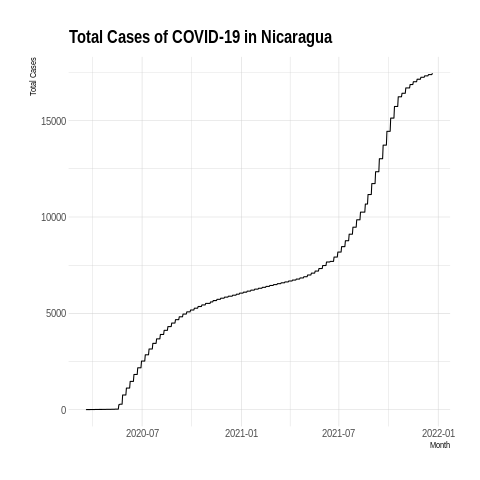 Total Cases of COVID-19 in Nicaragua
Total Cases
15000
10000
5000
0
2020-07
2021-01
2021-07
2022-01
Month